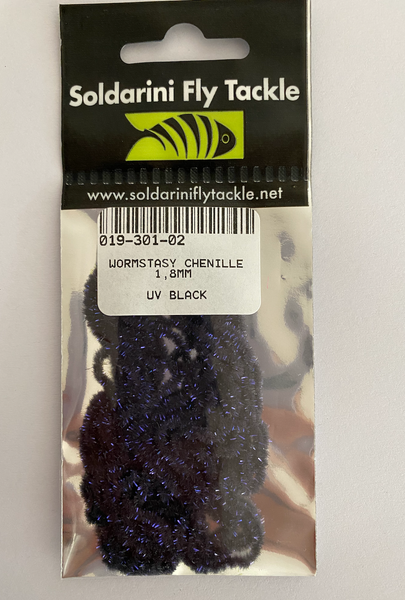 Soldarini Fly Tackle
www.soldariniflytackle.net
019-301-02
WORMSTASY CHENILLE
1,8MM
UV BLACK